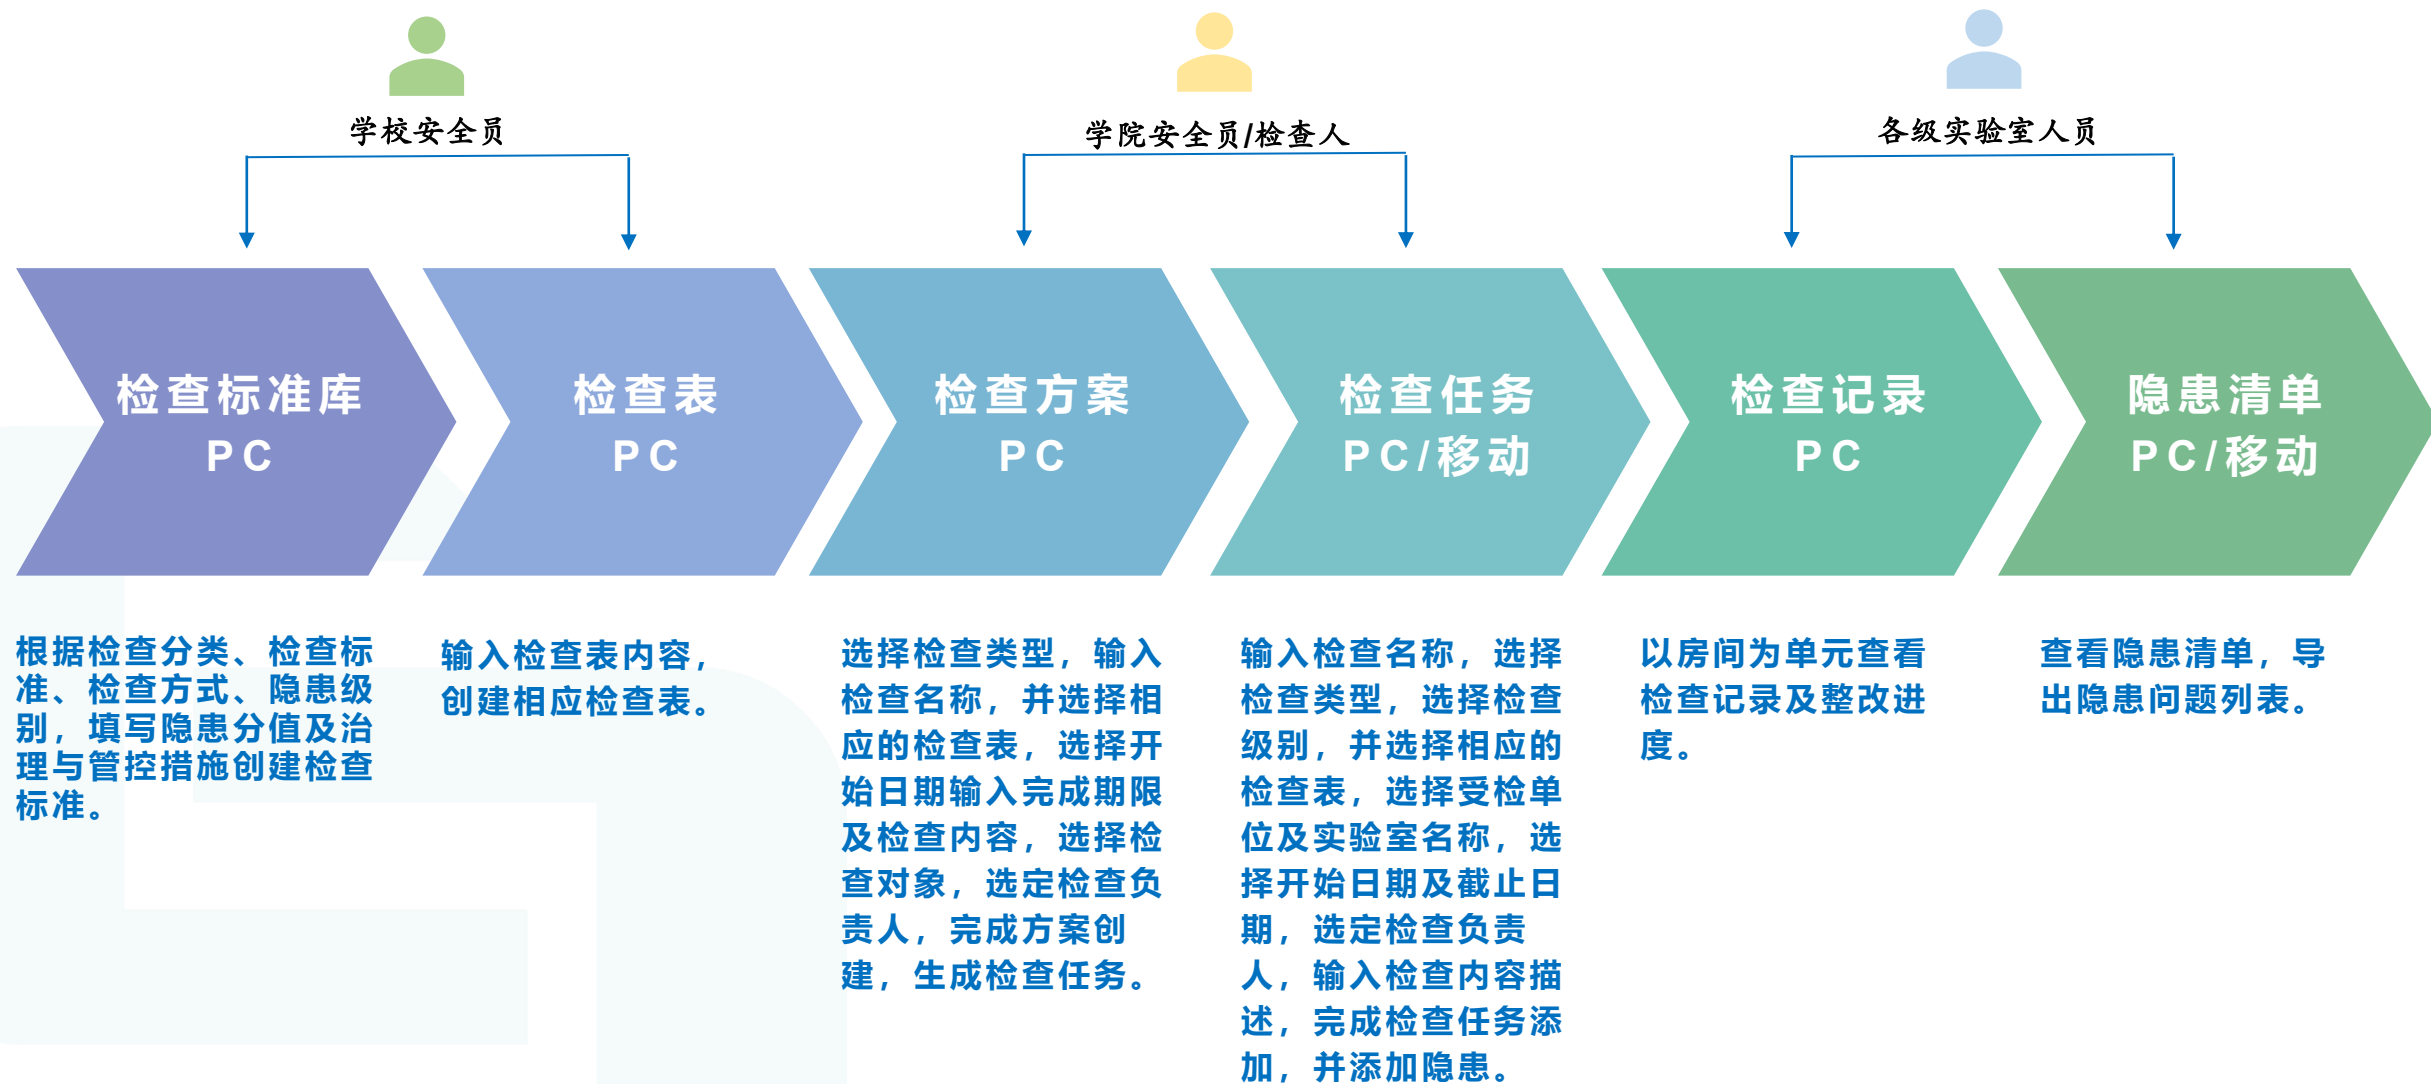 学校安全员
学院安全员/检查人
各级实验室人员
检查标准库
PC
检查表
PC
检查方案
PC
检查任务
PC/移动
检查记录
PC
隐患清单
PC/移动
根据检查分类、检查标
准、检查方式、隐患级
别，填写隐患分值及治
理与管控措施创建检查
标准。
输入检查表内容，
创建相应检查表。
选择检查类型，输入
检查名称，并选择相
应的检查表，选择开
始日期输入完成期限
及检查内容，选择检
查对象，选定检查负
责人，完成方案创
建，生成检查任务。
输入检查名称，选择
检查类型，选择检查
级别，并选择相应的
检查表，选择受检单
位及实验室名称，选
择开始日期及截止日
期，选定检查负责
人，输入检查内容描
述，完成检查任务添
加，并添加隐患。
以房间为单元查看
检查记录及整改进
度。
查看隐患清单，导
出隐患问题列表。